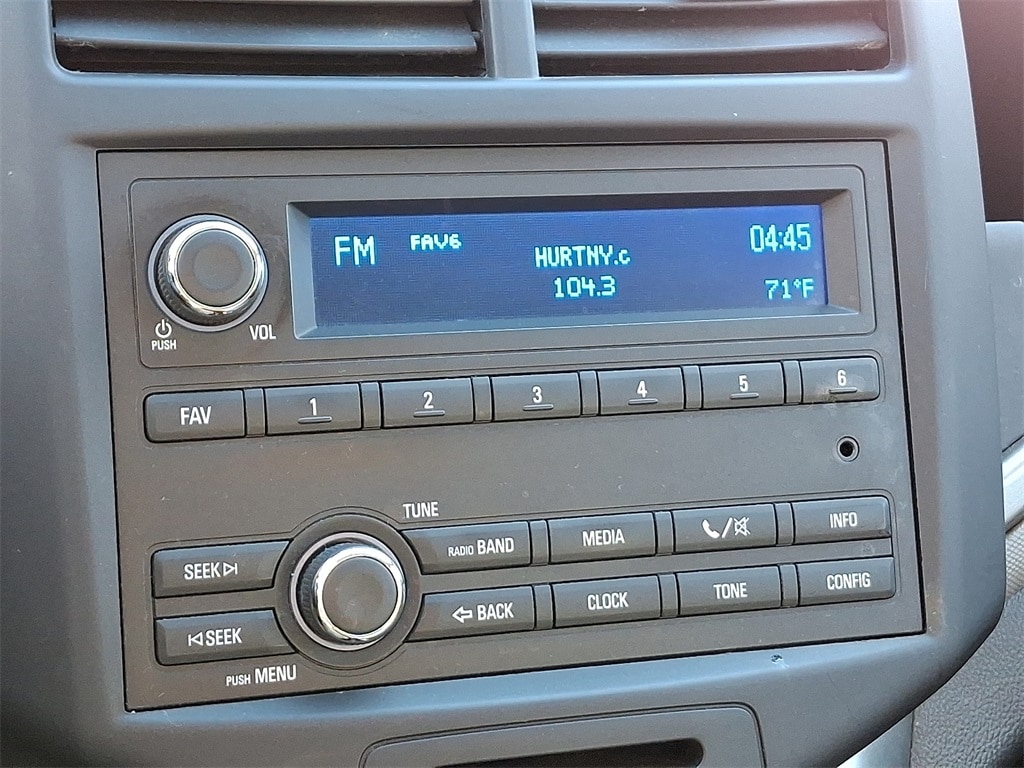 FM FAV6 HURTNY.c 04:45
104.3 71°F
PUSH VOL
FAV 1 2 3 4 5 6
TUNE
SEEK RADIO BAND MEDIA INFO
SEEK BACK CLOCK TONE CONFIG
PUSH MENU